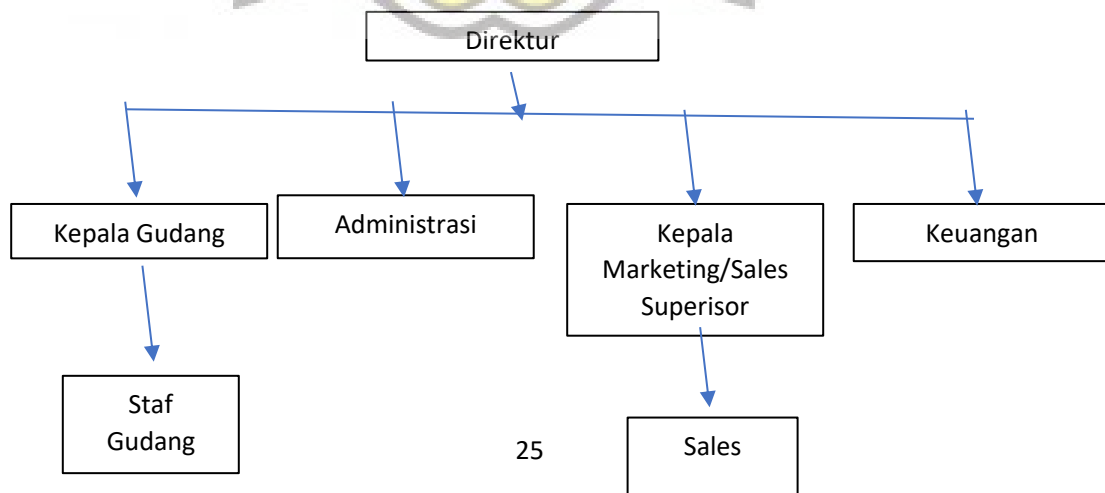 Direktur
Kepala Gudang
Administrasi
Kepala
Marketing/Sales
Superisor
Keuangan
Staf
Gudang
25
Sales